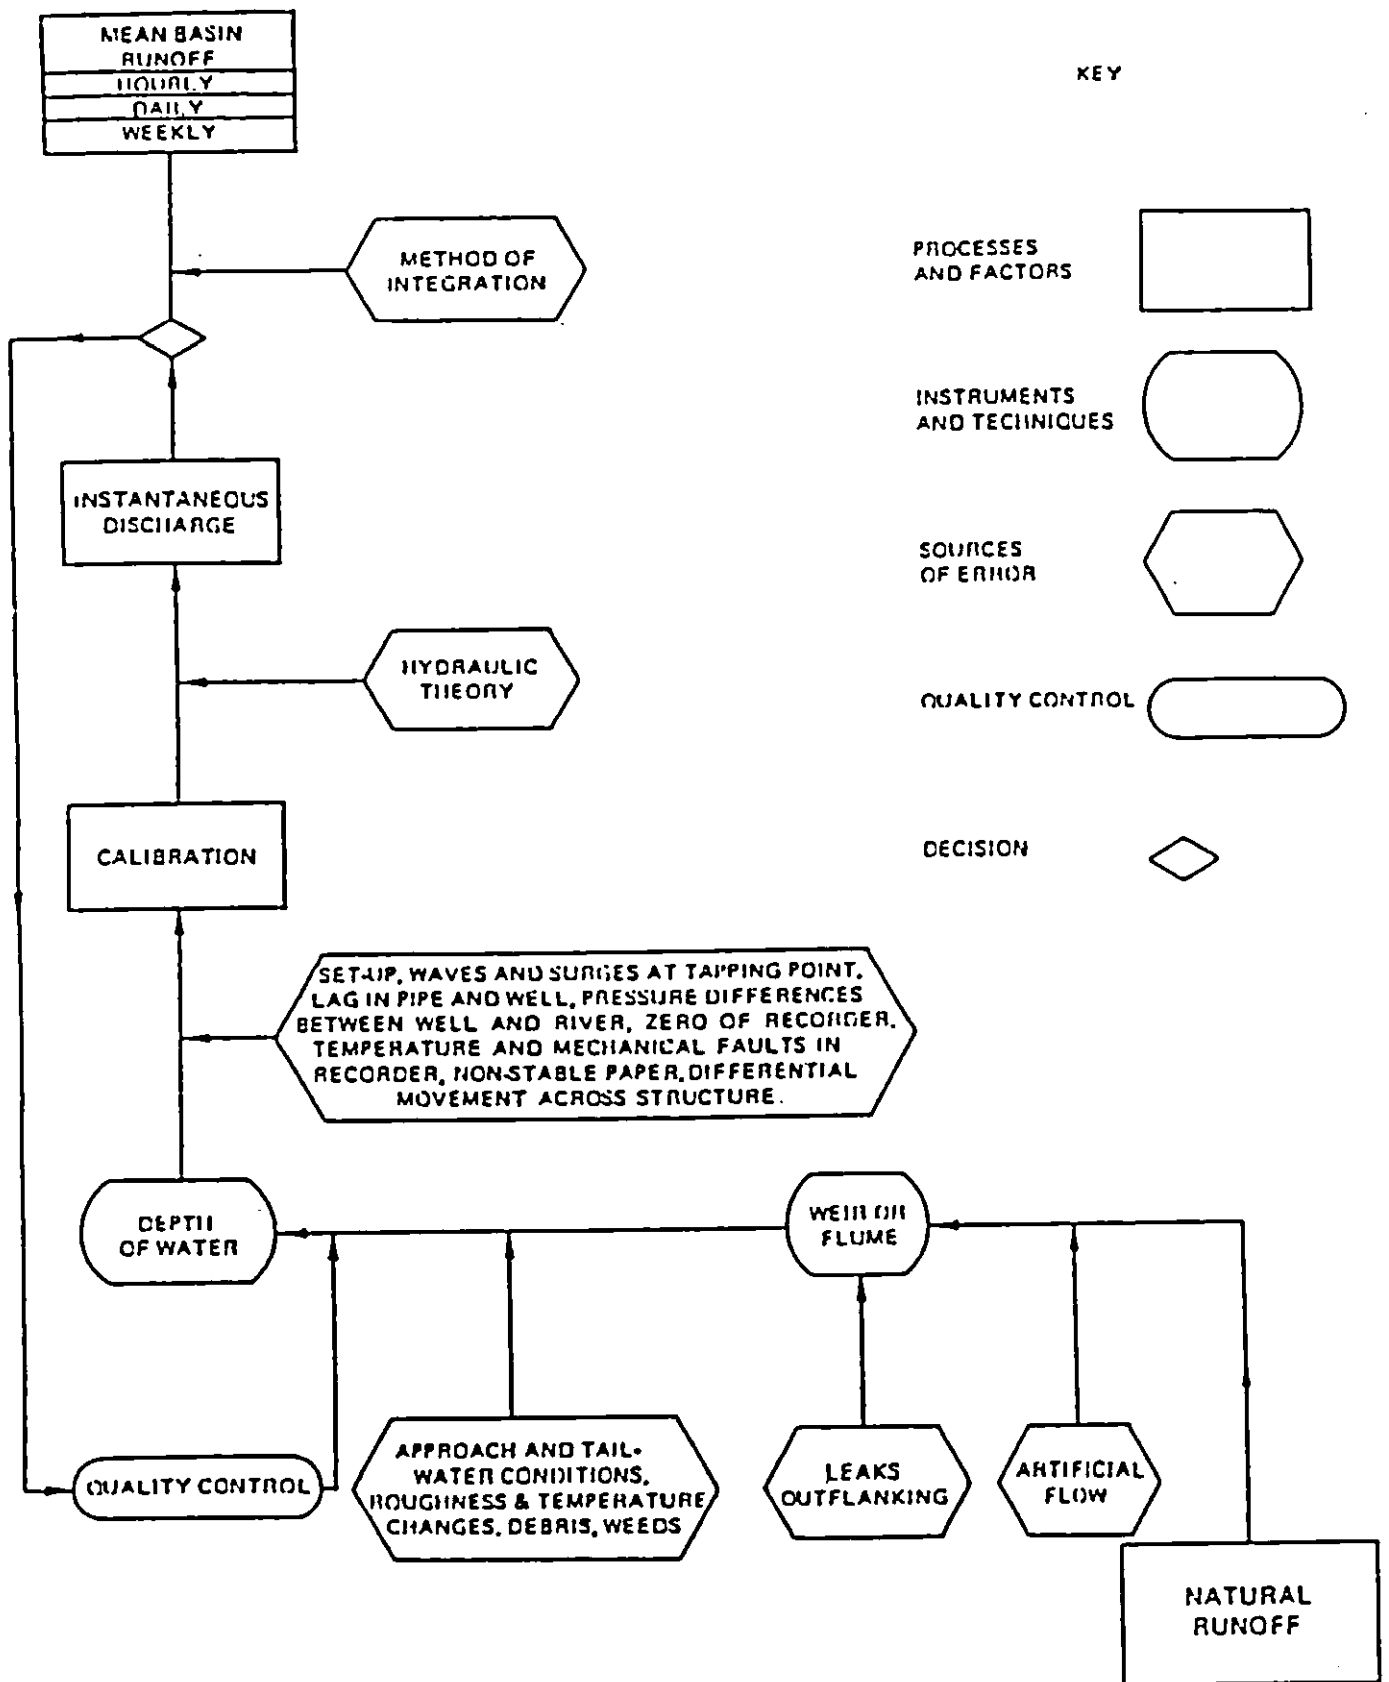 MEAN BASIN
RUNOFF
HOURLY
DAILY
WEEKLY
KEY
METHOD OF
INTEGRATION
PROCESSES
AND FACTORS
INSTRUMENTS
AND TECHNIQUES
INSTANTANEOUS
DISCHARGE
SOURCES
OF ERROR
HYDRAULIC
THEORY
QUALITY CONTROL
CALIBRATION
DECISION
SET-UP, WAVES AND SURGES AT TAPPING POINT,
LAG IN PIPE AND WELL, PRESSURE DIFFERENCES
BETWEEN WELL AND RIVER, ZERO OF RECORDER,
TEMPERATURE AND MECHANICAL FAULTS IN
RECORDER, NON-STABLE PAPER, DIFFERENTIAL
MOVEMENT ACROSS STRUCTURE.
DEPTH
OF WATER
WEIR OR
FLUME
QUALITY CONTROL
APPROACH AND TAIL-
WATER CONDITIONS,
ROUGHNESS & TEMPERATURE
CHANGES, DEBRIS, WEEDS
LEAKS
OUTFLANKING
ARTIFICIAL
FLOW
NATURAL
RUNOFF